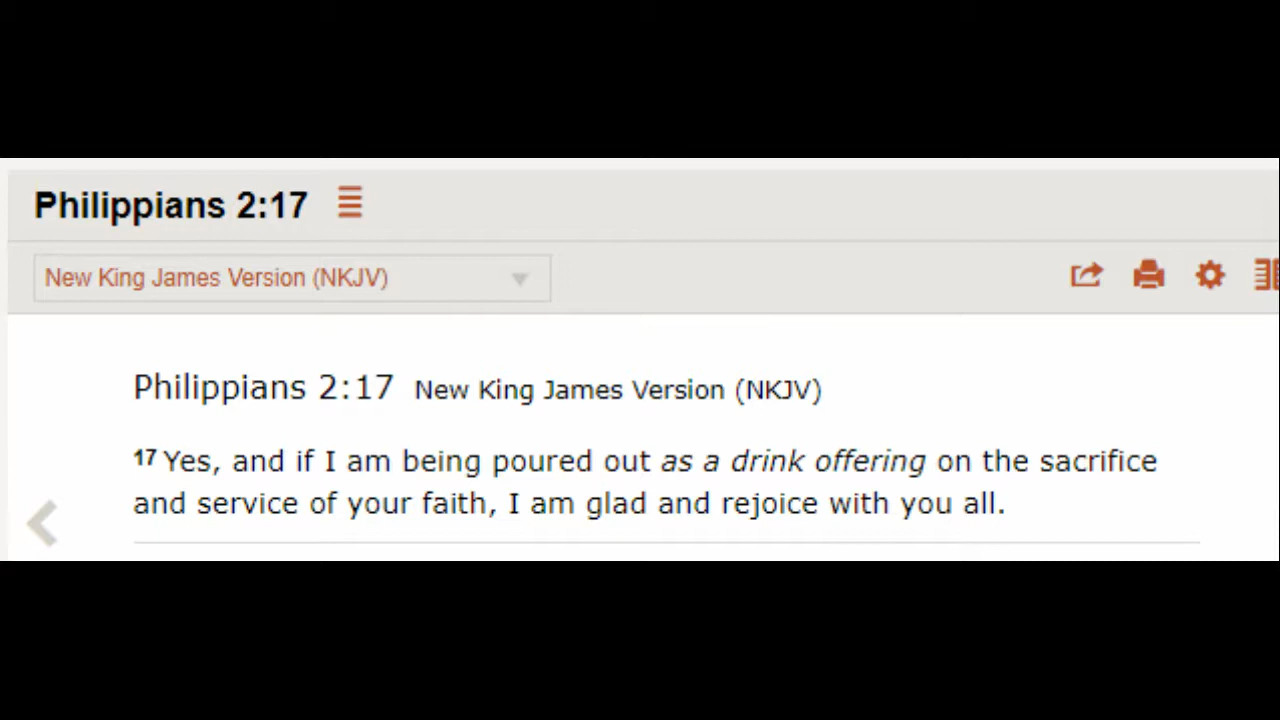 Philippians 2:17
New King James Version (NKJV)
Philippians 2:17 New King James Version (NKJV)
17 Yes, and if I am being poured out as a drink offering on the sacrifice
and service of your faith, I am glad and rejoice with you all.